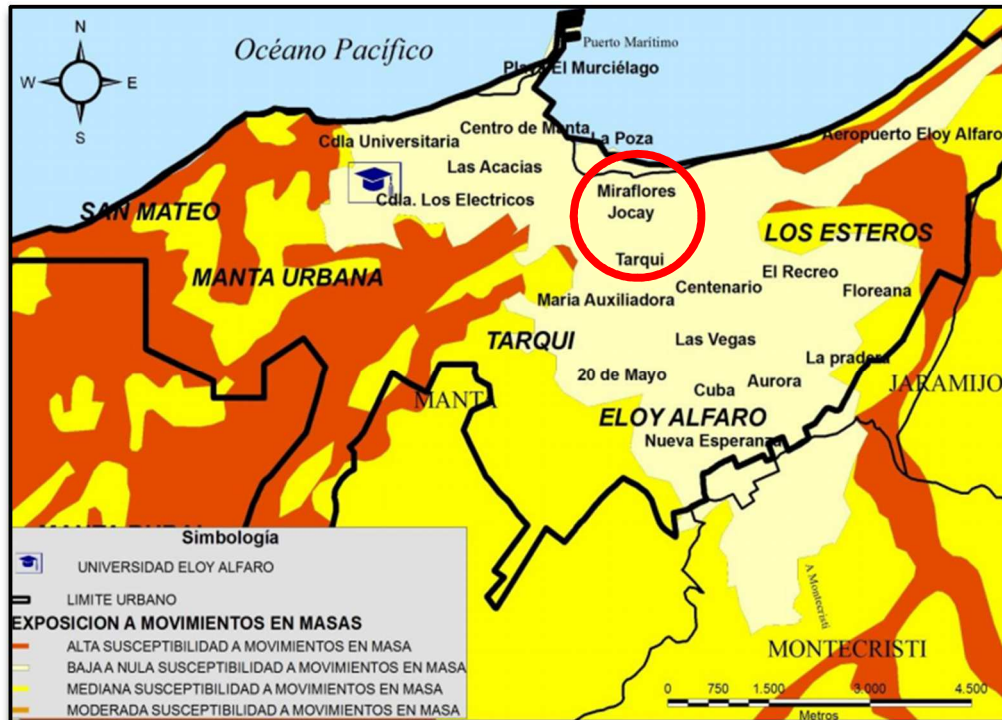 N
W E
S
Océano Pacífico
Puerto Marítimo
Playa El Murciélago
Centro de Manta
La Poza
Aeropuerto Eloy Alfaro
Cdla Universitaria
Las Acacias
Cdla. Los Electricos
Miraflores
Jocay
SAN MATEO
LOS ESTEROS
MANTA URBANA
Tarqui
El Recreo
Centenario
Floreana
Maria Auxiliadora
TARQUI
Las Vegas
La pradera
20 de Mayo
Aurora
Cuba
JARAMIJO
MANTA
ELOY ALFARO
Nueva Esperanza
MANTA RURAL
A Montecristi
MONTECRISTI
Simbología
UNIVERSIDAD ELOY ALFARO
LIMITE URBANO
EXPOSICION A MOVIMIENTOS EN MASAS
ALTA SUSCEPTIBILIDAD A MOVIMIENTOS EN MASA
BAJA A NULA SUSCEPTIBILIDAD A MOVIMIENTOS EN MASA
MEDIANA SUSCEPTIBILIDAD A MOVIMIENTOS EN MASA
MODERADA SUSCEPTIBILIDAD A MOVIMIENTOS EN MASA
0 750 1.500 3.000 4.500
Metros